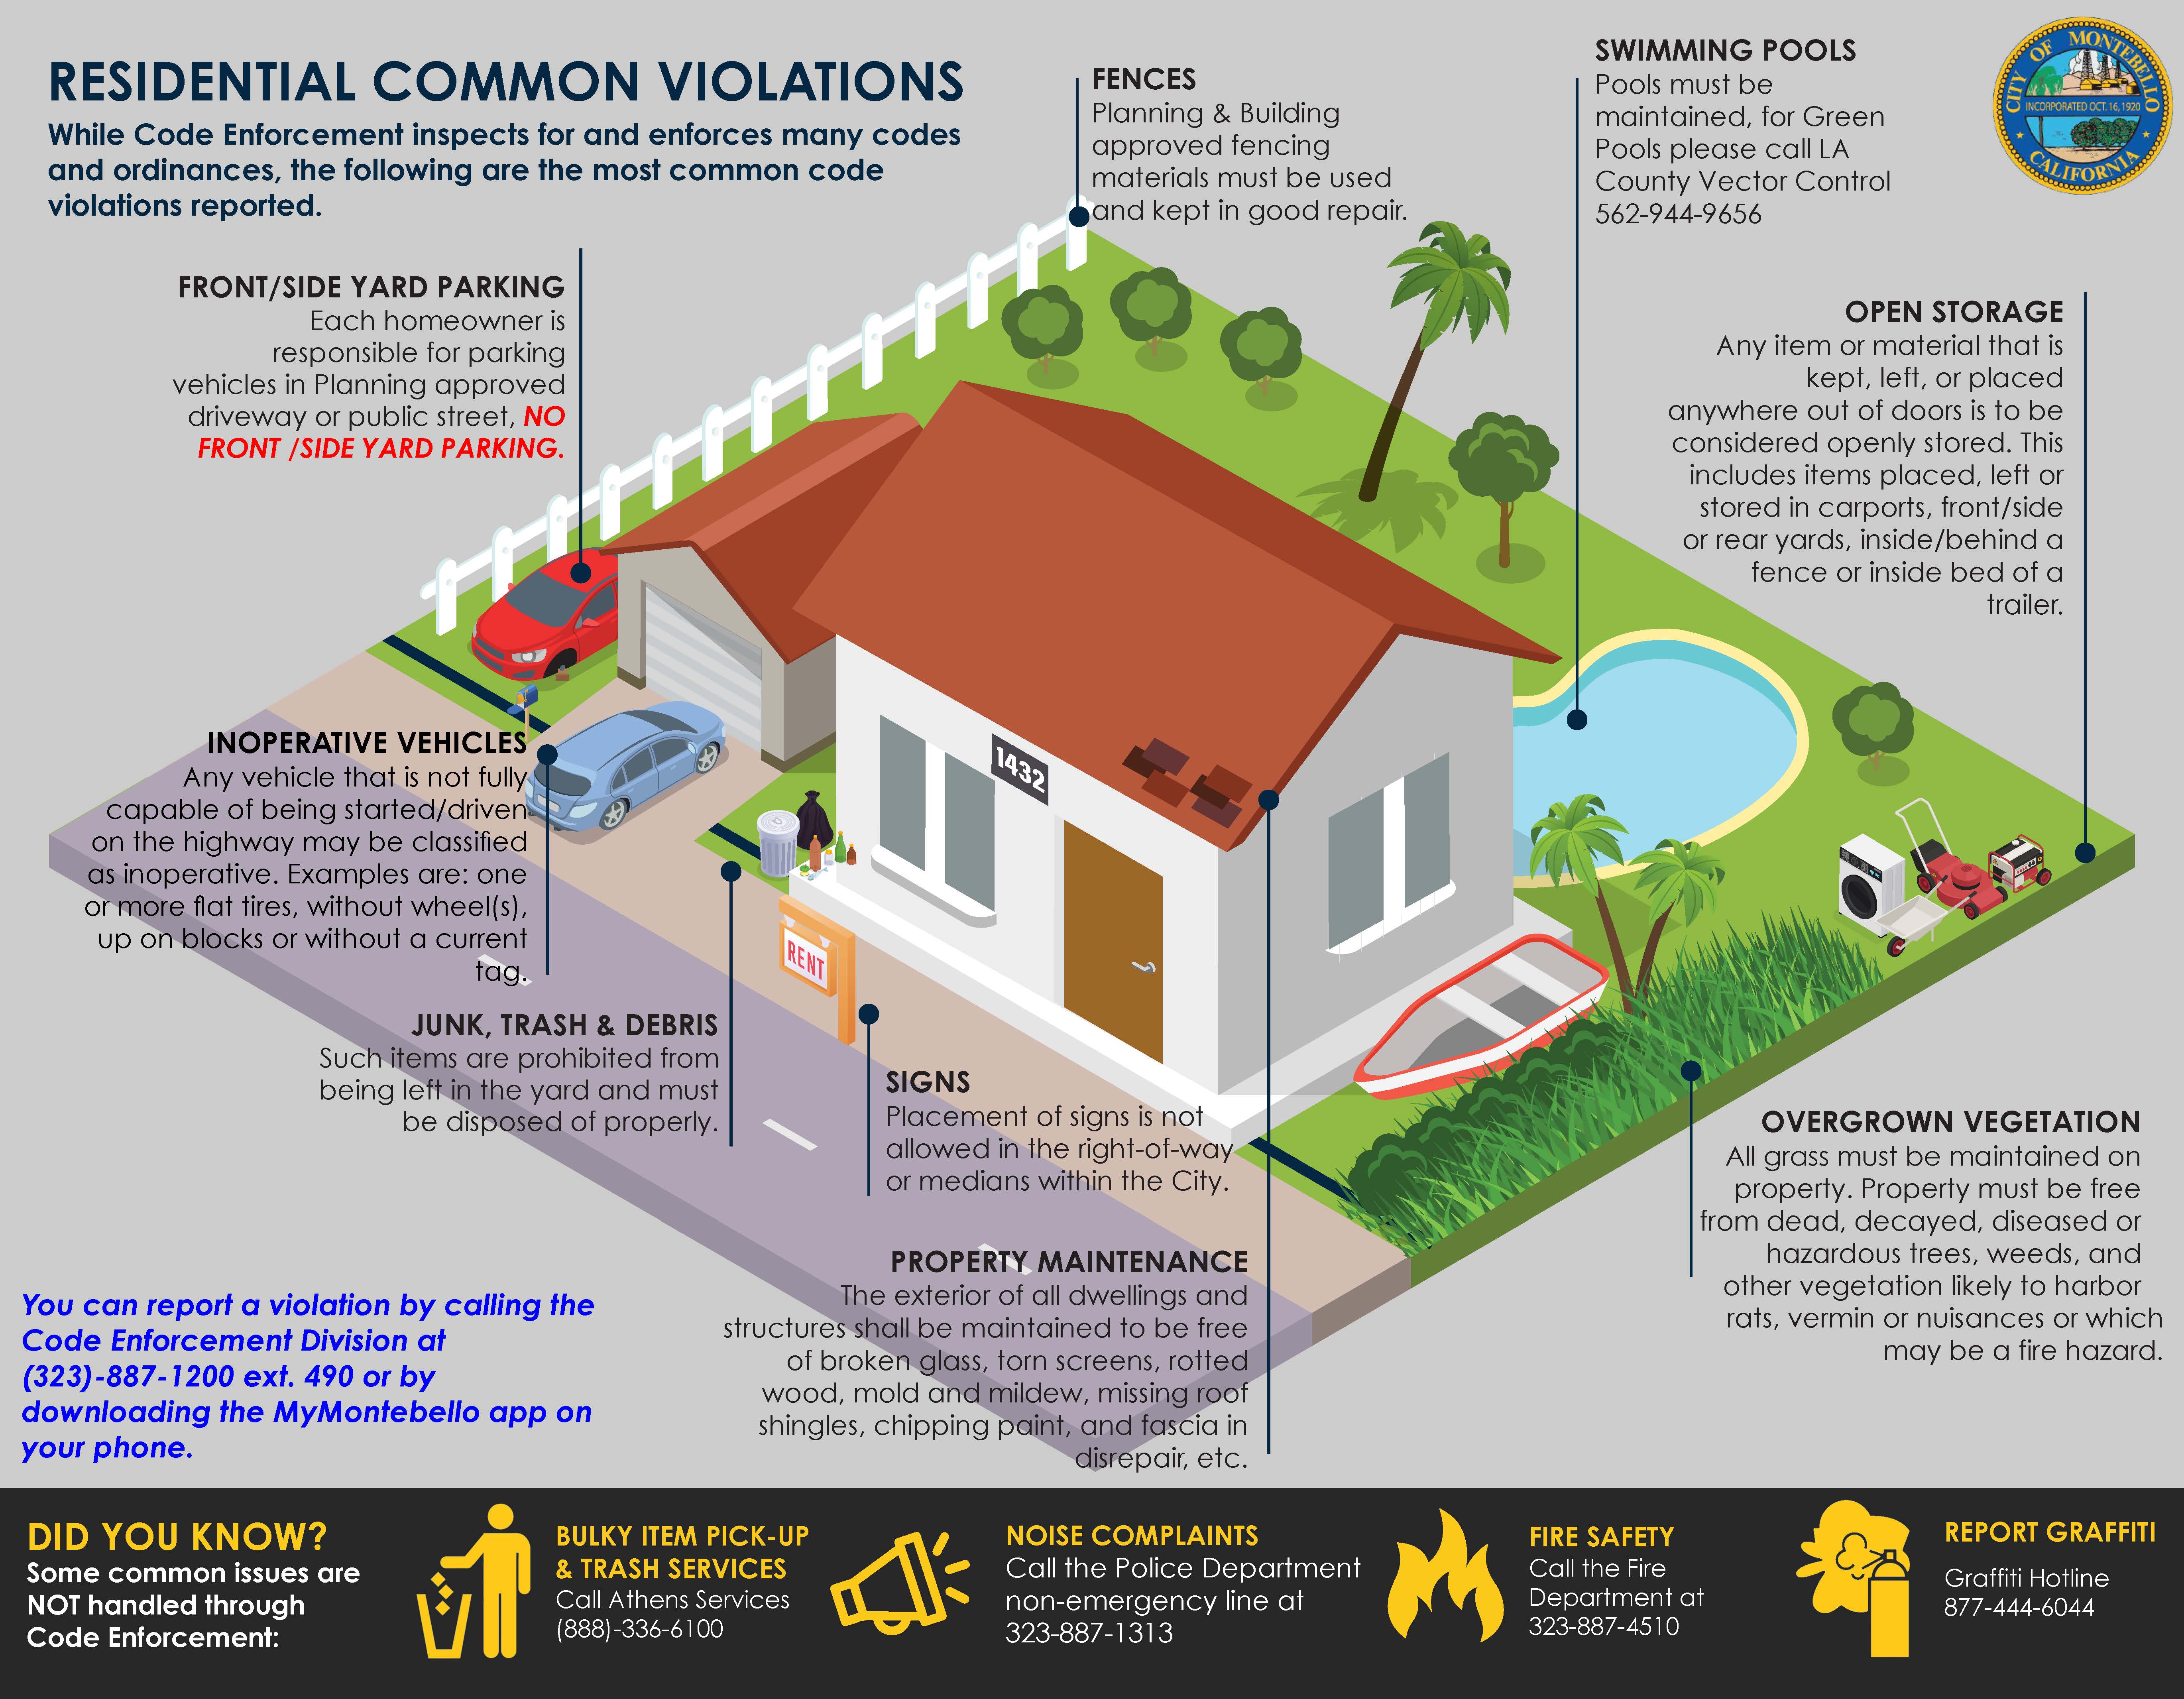 RESIDENTIAL COMMON VIOLATIONS
While Code Enforcement inspects for and enforces many codes
and ordinances, the following are the most common code
violations reported.
FENCES
Planning & Building
approved fencing
materials must be used
and kept in good repair.
SWIMMING POOLS
Pools must be
maintained, for Green
Pools please call LA
County Vector Control
562-944-9656
CITY OF MONTEBELLO
INCORPORATED OCT. 16, 1920
CALIFORNIA
FRONT/SIDE YARD PARKING
Each homeowner is
responsible for parking
vehicles in Planning approved
driveway or public street, NO
FRONT /SIDE YARD PARKING.
OPEN STORAGE
Any item or material that is
kept, left, or placed
anywhere out of doors is to be
considered openly stored. This
includes items placed, left or
stored in carports, front/side
or rear yards, inside/behind a
fence or inside bed of a
trailer.
INOPERATIVE VEHICLES
Any vehicle that is not fully
capable of being started/driven
on the highway may be classified
as inoperative. Examples are: one
or more flat tires, without wheel(s),
up on blocks or without a current
tag.
1432
RENT
JUNK, TRASH & DEBRIS
Such items are prohibited from
being left in the yard and must
be disposed of properly.
SIGNS
Placement of signs is not
allowed in the right-of-way
or medians within the City.
OVERGROWN VEGETATION
All grass must be maintained on
property. Property must be free
from dead, decayed, diseased or
hazardous trees, weeds, and
other vegetation likely to harbor
rats, vermin or nuisances or which
may be a fire hazard.
PROPERTY MAINTENANCE
The exterior of all dwellings and
structures shall be maintained to be free
of broken glass, torn screens, rotted
wood, mold and mildew, missing roof
shingles, chipping paint, and fascia in
disrepair, etc.
You can report a violation by calling the
Code Enforcement Division at
(323)-887-1200 ext. 490 or by
downloading the MyMontebello app on
your phone.
DID YOU KNOW?
Some common issues are
NOT handled through
Code Enforcement:
BULKY ITEM PICK-UP
& TRASH SERVICES
Call Athens Services
(888)-336-6100
NOISE COMPLAINTS
Call the Police Department
non-emergency line at
323-887-1313
FIRE SAFETY
Call the Fire
Department at
323-887-4510
REPORT GRAFFITI
Graffiti Hotline
877-444-6044